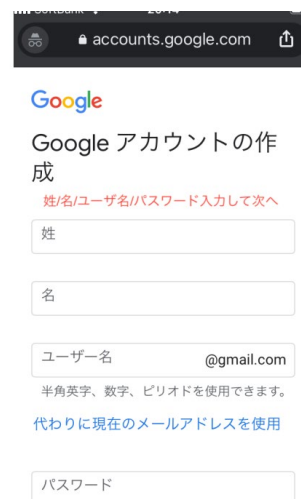 accounts.google.com
Google
Google アカウントの作
成
姓/名/ユーザ名/パスワード入力して次へ
姓
名
ユーザー名 @gmail.com
半角英字、数字、ピリオドを使用できます。
代わりに現在のメールアドレスを使用
パスワード